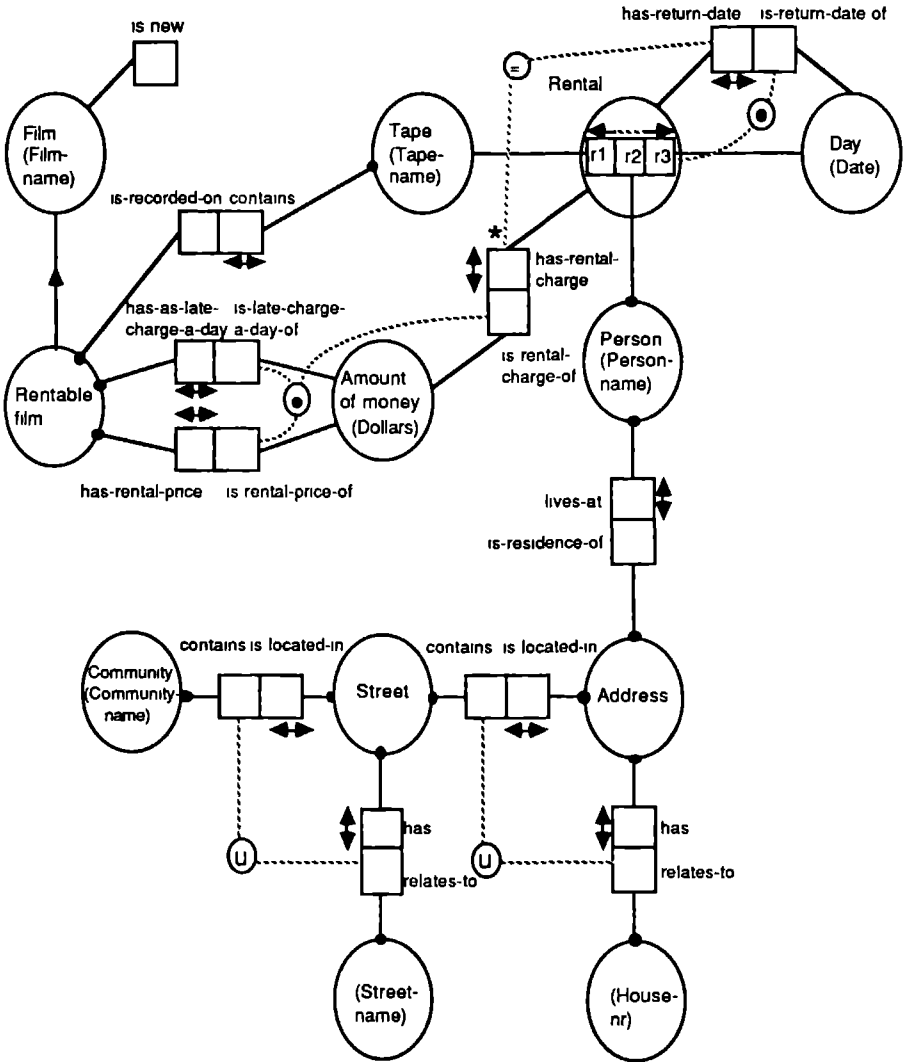 is new
has-return-date is-return-date of
=
Rental
Film
(Film-
name)
Tape
(Tape-
name)
r1 r2 r3
Day
(Date)
is-recorded-on contains
*
has-rental-
charge
has-as-late- is-late-charge-
charge-a-day a-day-of
is rental-
charge-of
Person
(Person-
name)
Rentable
film
Amount
of money
(Dollars)
has-rental-price is rental-price-of
lives-at
is-residence-of
contains is located-in
contains is located-in
Community
(Community-
name)
Street
Address
has
has
U
U
relates-to
relates-to
(Street-
name)
(House-
nr)